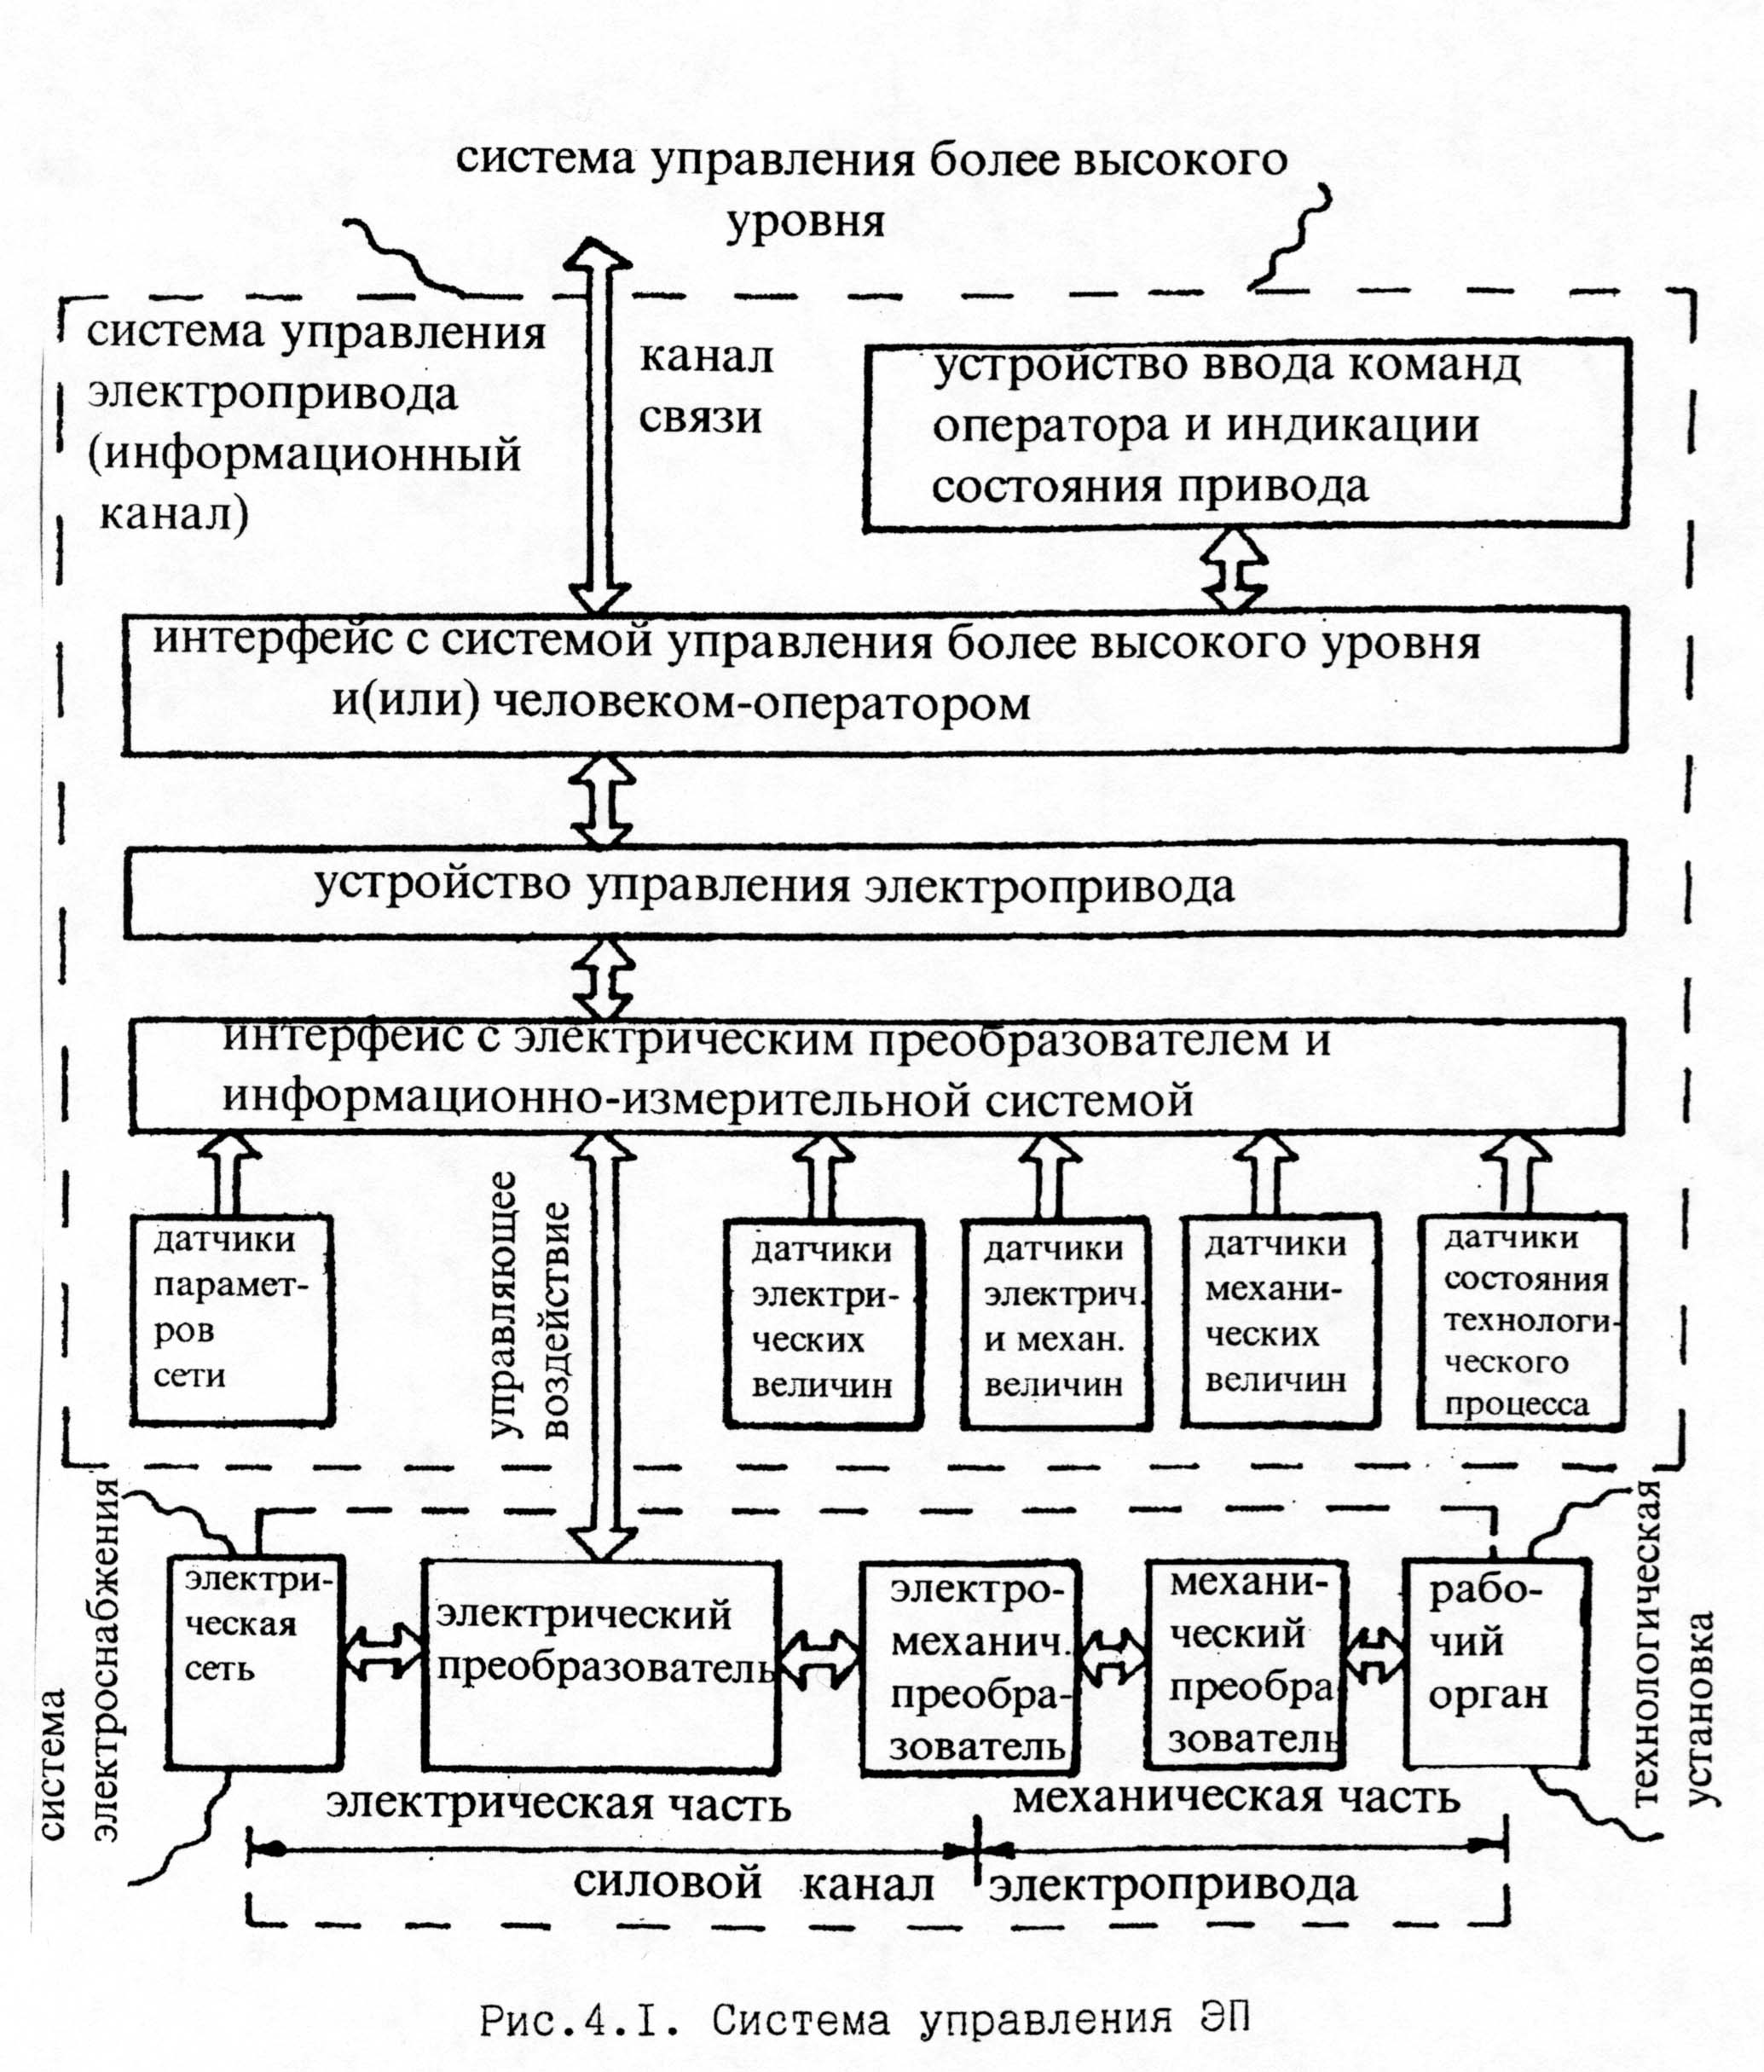 система управления более высокого
уровня
система управления
электропривода
(информационный
канал)
канал
связи
устройство ввода команд
оператора и индикации
состояния привода
интерфейс с системой управления более высокого уровня
и(или) человеком-оператором
устройство управления электропривода
интерфейс с электрическим преобразователем и
информационно-измерительной системой
датчики
парамет-
ров
сети
управляющее
воздействие
датчики
электри-
ческих
величин
датчики
электрич.
и механ.
величин
датчики
механи-
ческих
величин
датчики
состояния
технологи-
ческого
процесса
система
электроснабжения
электри-
ческая
сеть
электрический
преобразователь
электро-
механич.
преобра-
зователь
механи-
ческий
преобра
зователь
рабо-
чий
орган
технологическая
установка
электрическая часть
механическая часть
силовой канал электропривода
Рис.4.I. Система управления ЭП